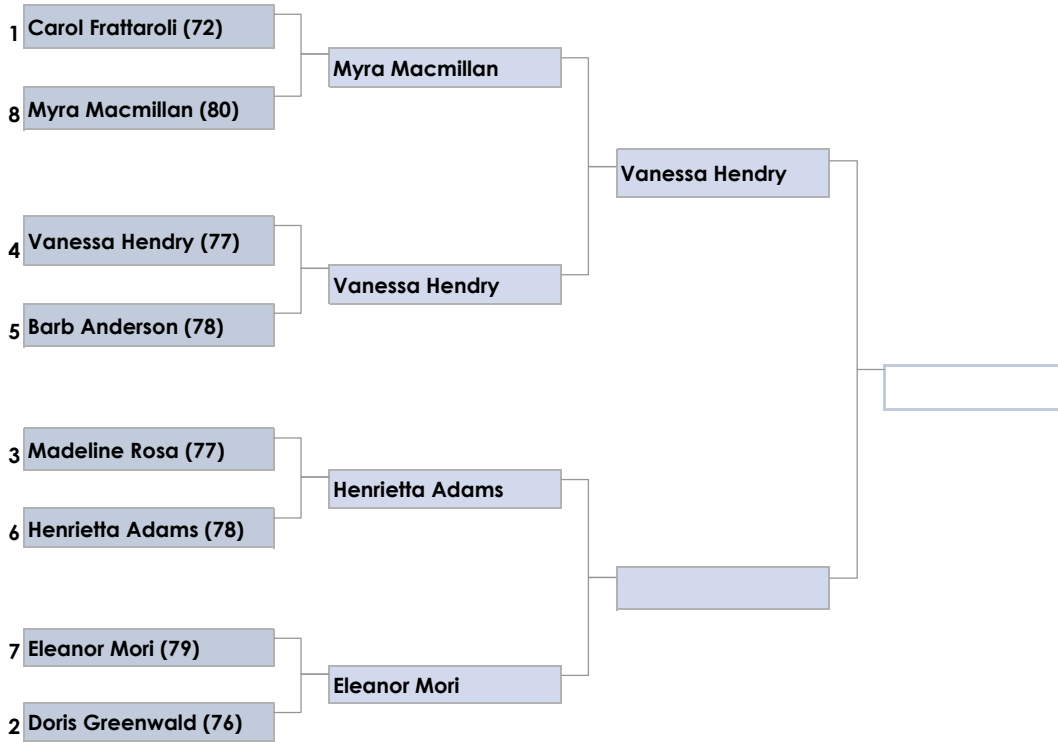 1 Carol Frattaroli (72)
Myra Macmillan
8 Myra Macmillan (80)
Vanessa Hendry
4 Vanessa Hendry (77)
Vanessa Hendry
5 Barb Anderson (78)
3 Madeline Rosa (77)
Henrietta Adams
6 Henrietta Adams (78)
7 Eleanor Mori (79)
Eleanor Mori
2 Doris Greenwald (76)